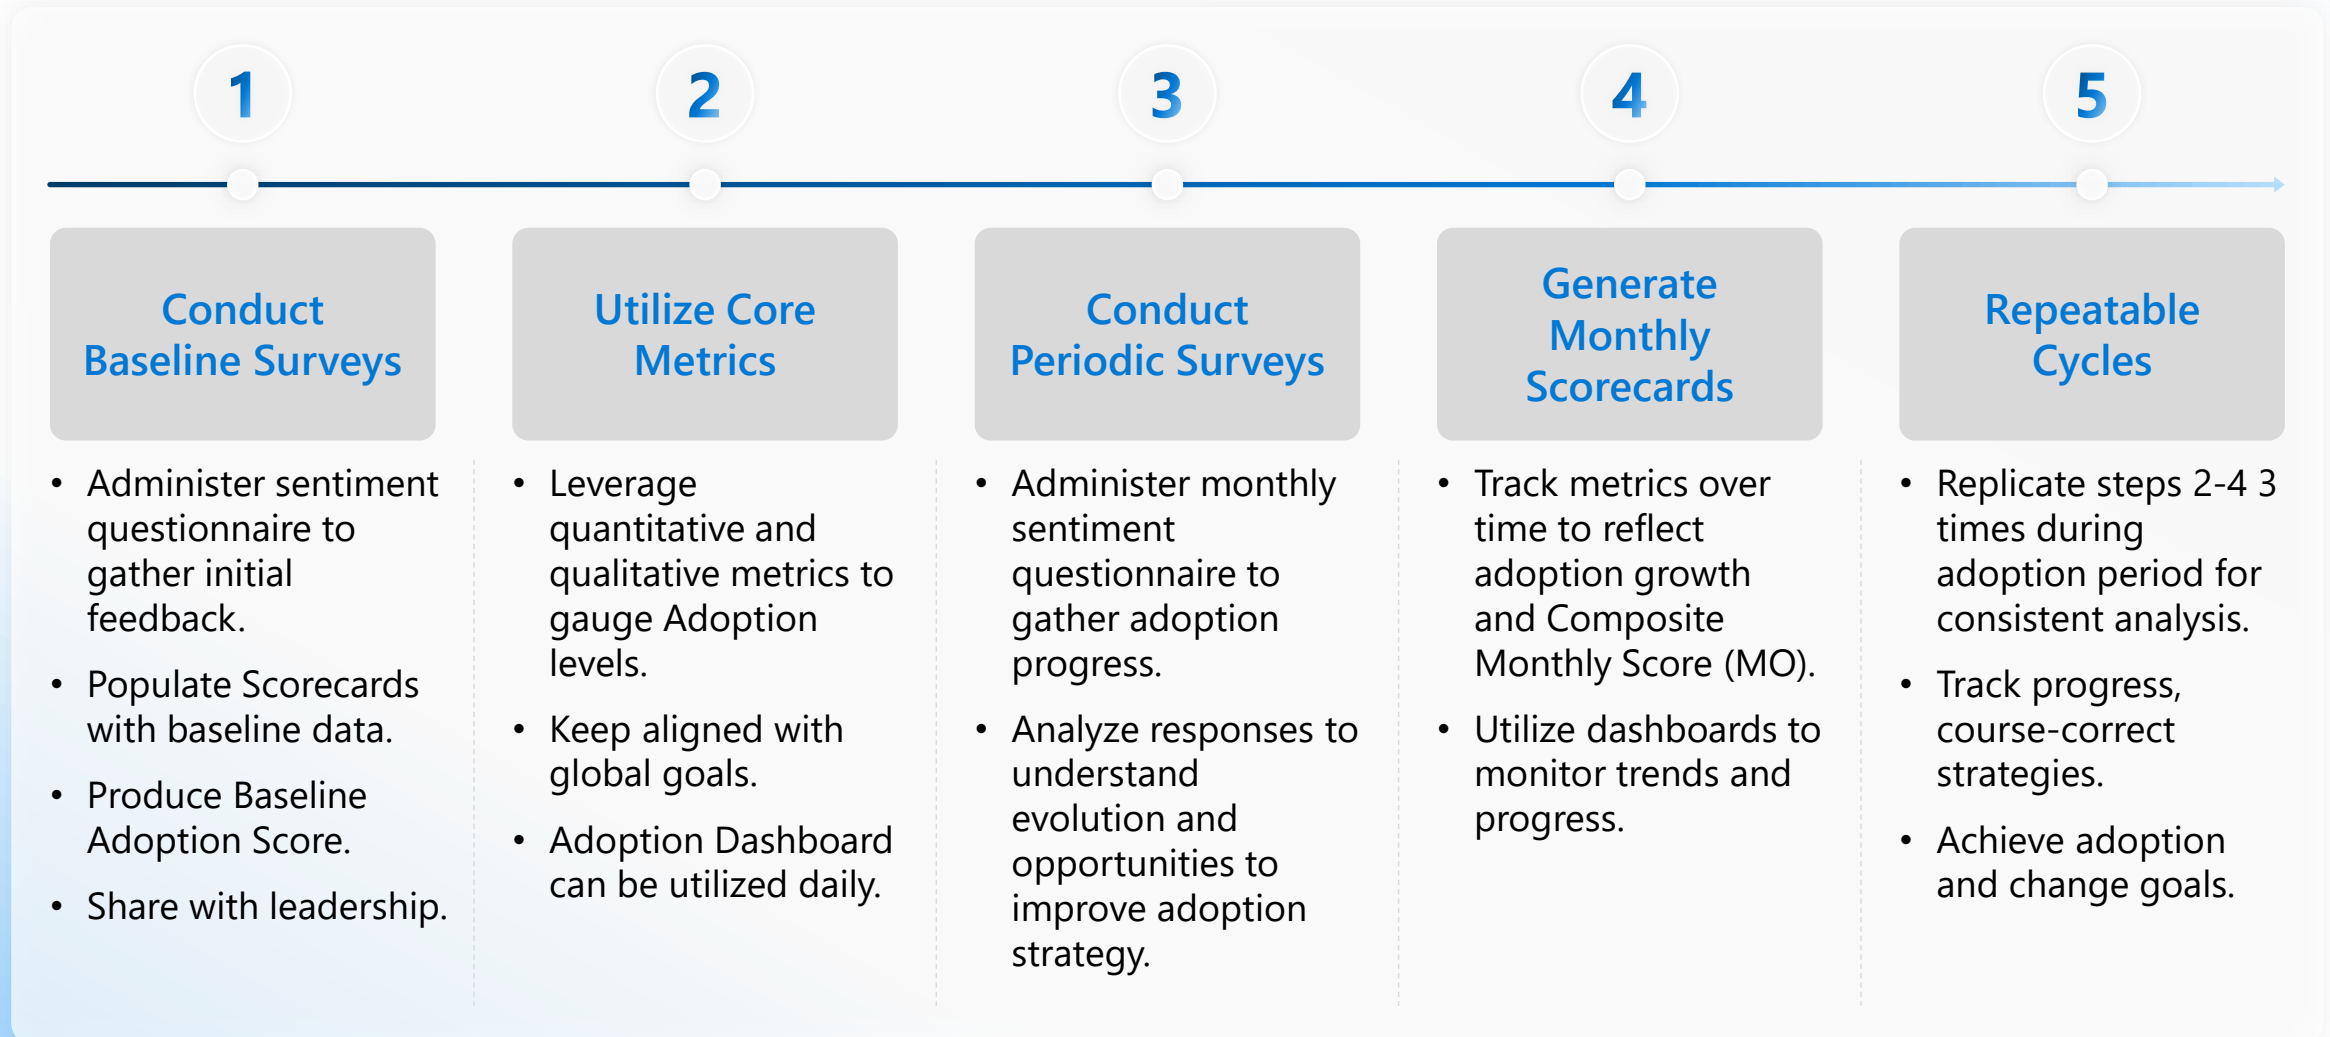 1
Conduct
Baseline Surveys
• Administer sentiment
questionnaire to
gather initial
feedback.
• Populate Scorecards
with baseline data.
• Produce Baseline
Adoption Score.
• Share with leadership.
2
Utilize Core
Metrics
• Leverage
quantitative and
qualitative metrics to
gauge Adoption
levels.
• Keep aligned with
global goals.
• Adoption Dashboard
can be utilized daily.
3
Conduct
Periodic Surveys
• Administer monthly
sentiment
questionnaire to
gather adoption
progress.
• Analyze responses to
understand
evolution and
opportunities to
improve adoption
strategy.
4
Generate
Monthly
Scorecards
• Track metrics over
time to reflect
adoption growth
and Composite
Monthly Score (MO).
• Utilize dashboards to
monitor trends and
progress.
5
Repeatable
Cycles
• Replicate steps 2-4 3
times during
adoption period for
consistent analysis.
• Track progress,
course-correct
strategies.
• Achieve adoption
and change goals.